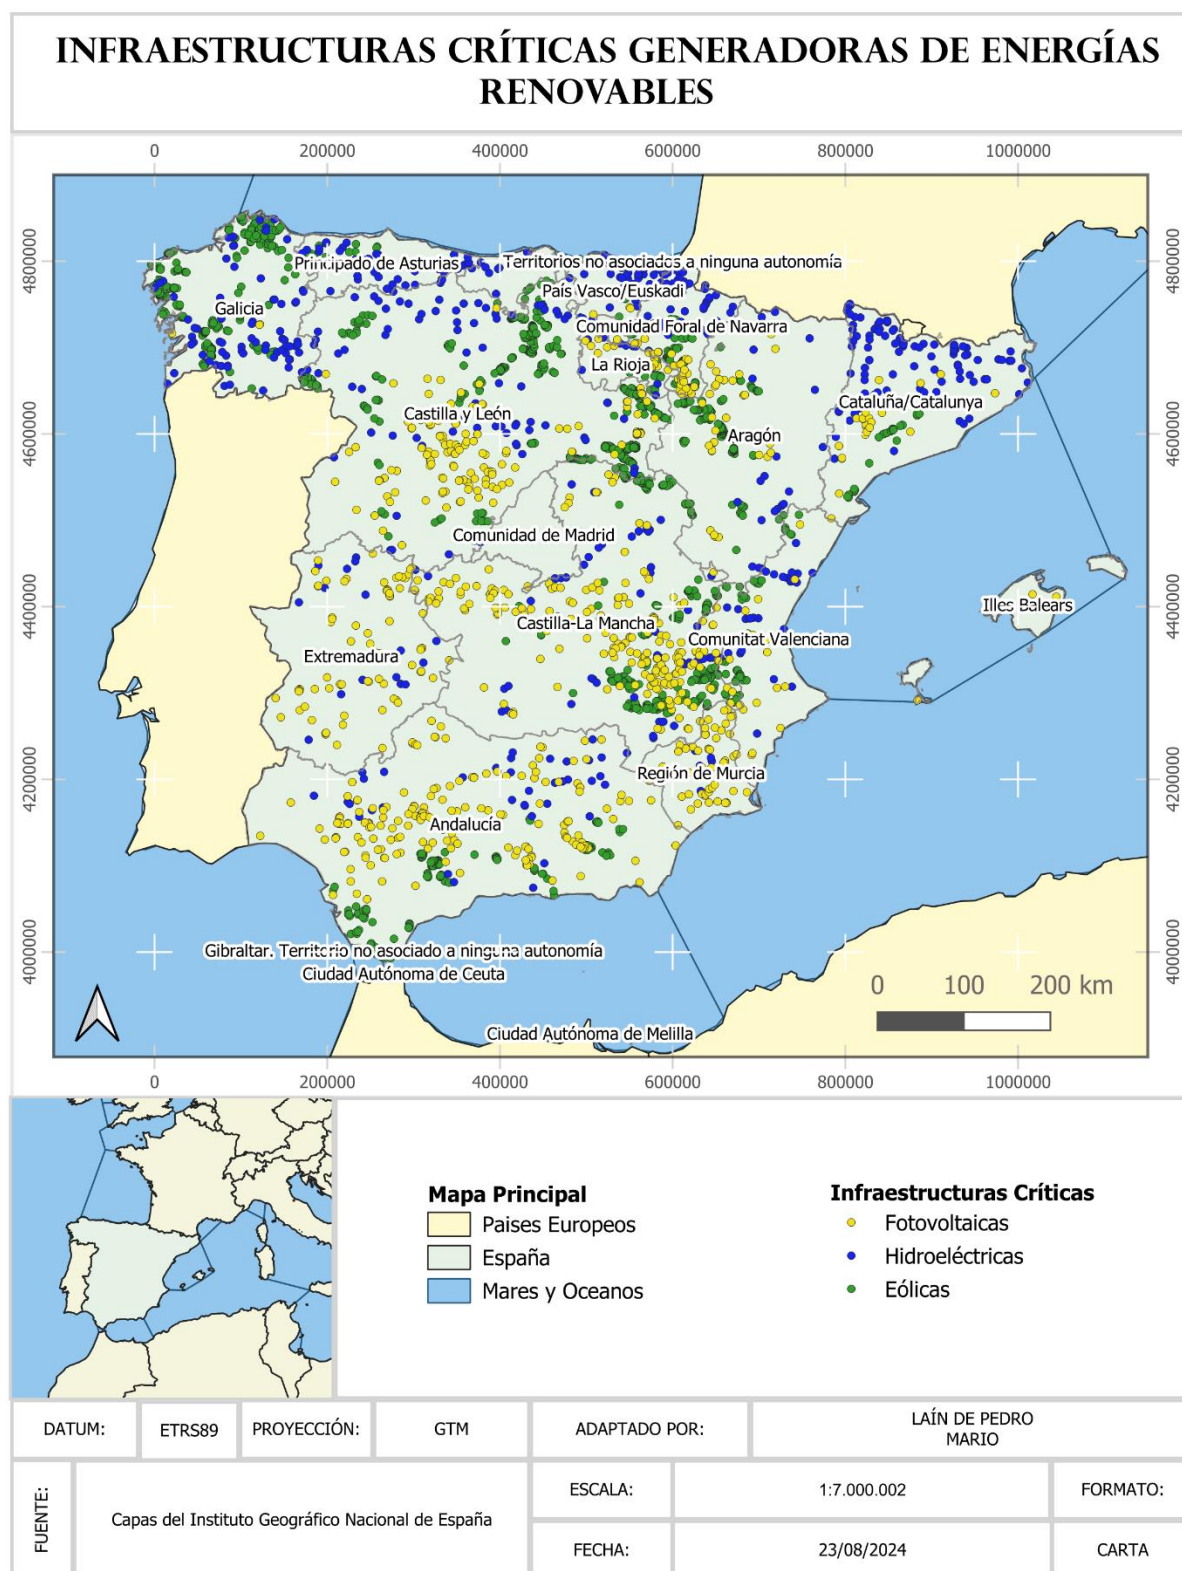 INFRAESTRUCTURAS CRÍTICAS GENERADORAS DE ENERGÍAS
RENOVABLES
0 200000 400000 600000 800000 1000000
4800000 4800000
4600000 4600000
4400000 4400000
4200000 4200000
4000000 4000000
Principado de Asturias
Territorios no asociados a ninguna autonomía
País Vasco/Euskadi
Galicia
Comunidad Foral de Navarra
La Rioja
Cataluña/Catalunya
Castilla y León
Aragón
Comunidad de Madrid
Illes Balears
Castilla-La Mancha
Comunitat Valenciana
Extremadura
Región de Murcia
Andalucía
Gibraltar. Territorio no asociado a ninguna autonomía
Ciudad Autónoma de Ceuta
Ciudad Autónoma de Melilla
0 100 200 km
0 200000 400000 600000 800000 1000000
Mapa Principal
Paises Europeos
España
Mares y Oceanos
Infraestructuras Críticas
Fotovoltaicas
Hidroeléctricas
Eólicas
DATUM: ETRS89 PROYECCIÓN: GTM ADAPTADO POR: LAÍN DE PEDRO
MARIO
FUENTE: Capas del Instituto Geográfico Nacional de España
ESCALA: 1:7.000.002 FORMATO:
FECHA: 23/08/2024 CARTA